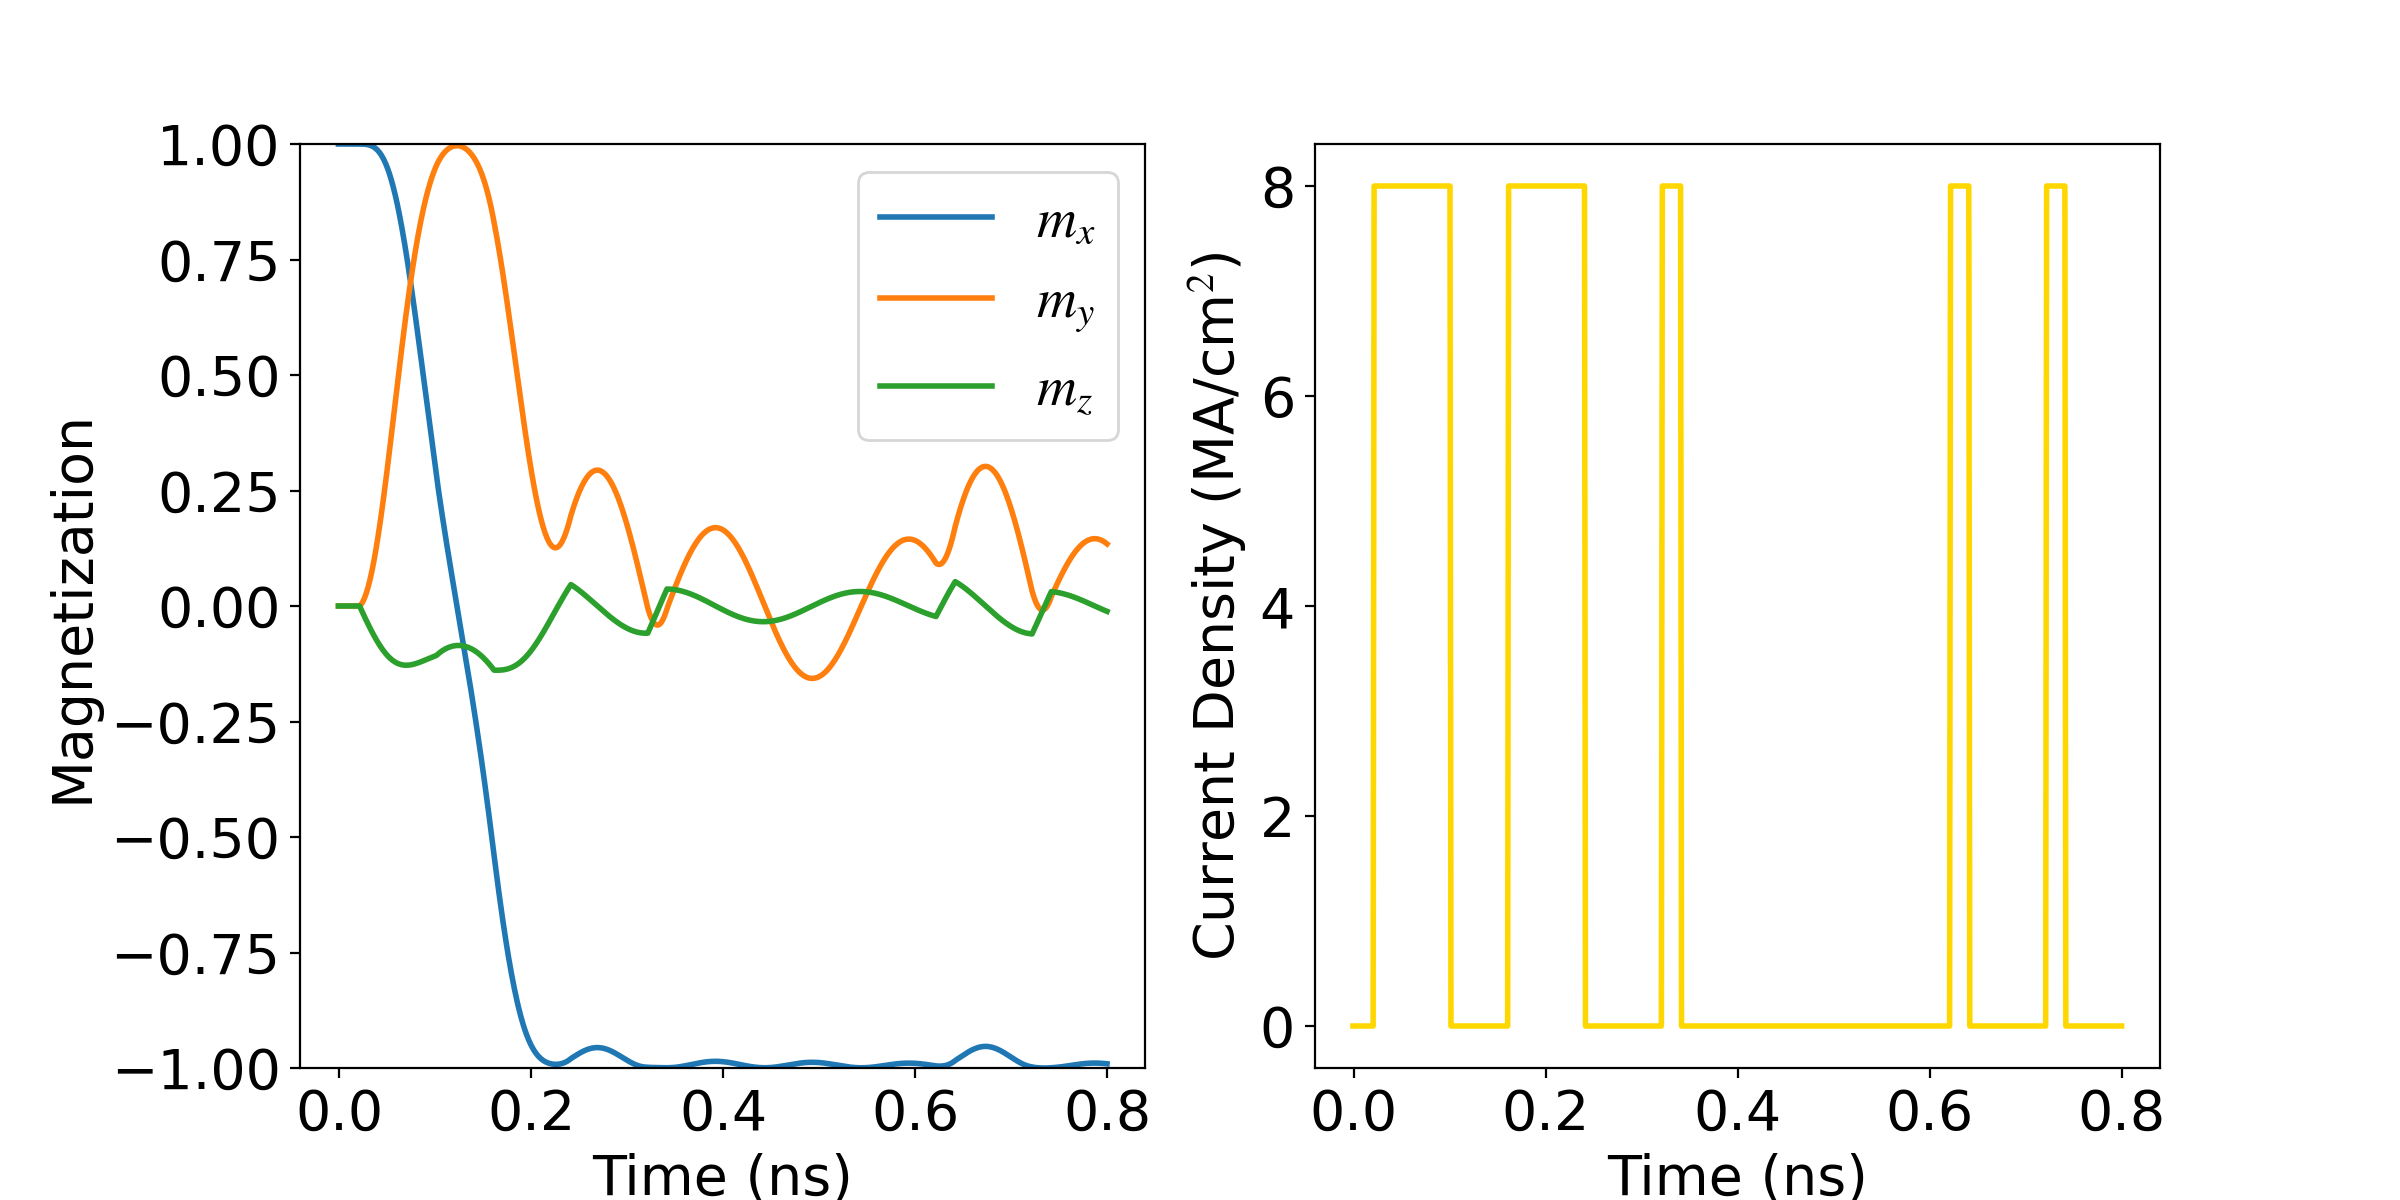 Magnetization
1.00
0.75
0.50
0.25
0.00
−0.25
−0.50
−0.75
−1.00
0.0 0.2 0.4 0.6 0.8
Time (ns)
m_x
m_y
m_z
Current Density (MA/cm²)
8
6
4
2
0
0.0 0.2 0.4 0.6 0.8
Time (ns)